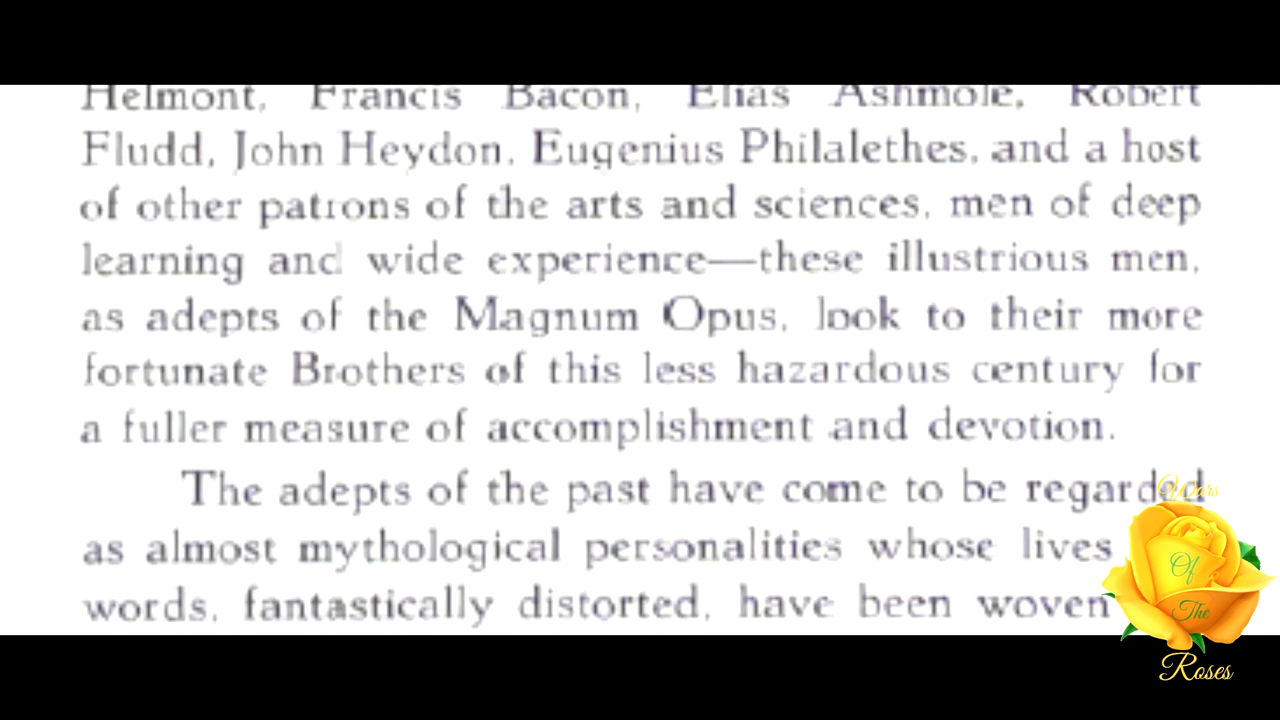 Helmont, Francis Bacon, Elias Ashmole, Robert
Fludd, John Heydon, Eugenius Philalethes, and a host
of other patrons of the arts and sciences, men of deep
learning and wide experience—these illustrious men,
as adepts of the Magnum Opus, look to their more
fortunate Brothers of this less hazardous century for
a fuller measure of accomplishment and devotion.
The adepts of the past have come to be regarded
as almost mythological personalities whose lives
words, fantastically distorted, have been woven
Wars
Of
The
Roses